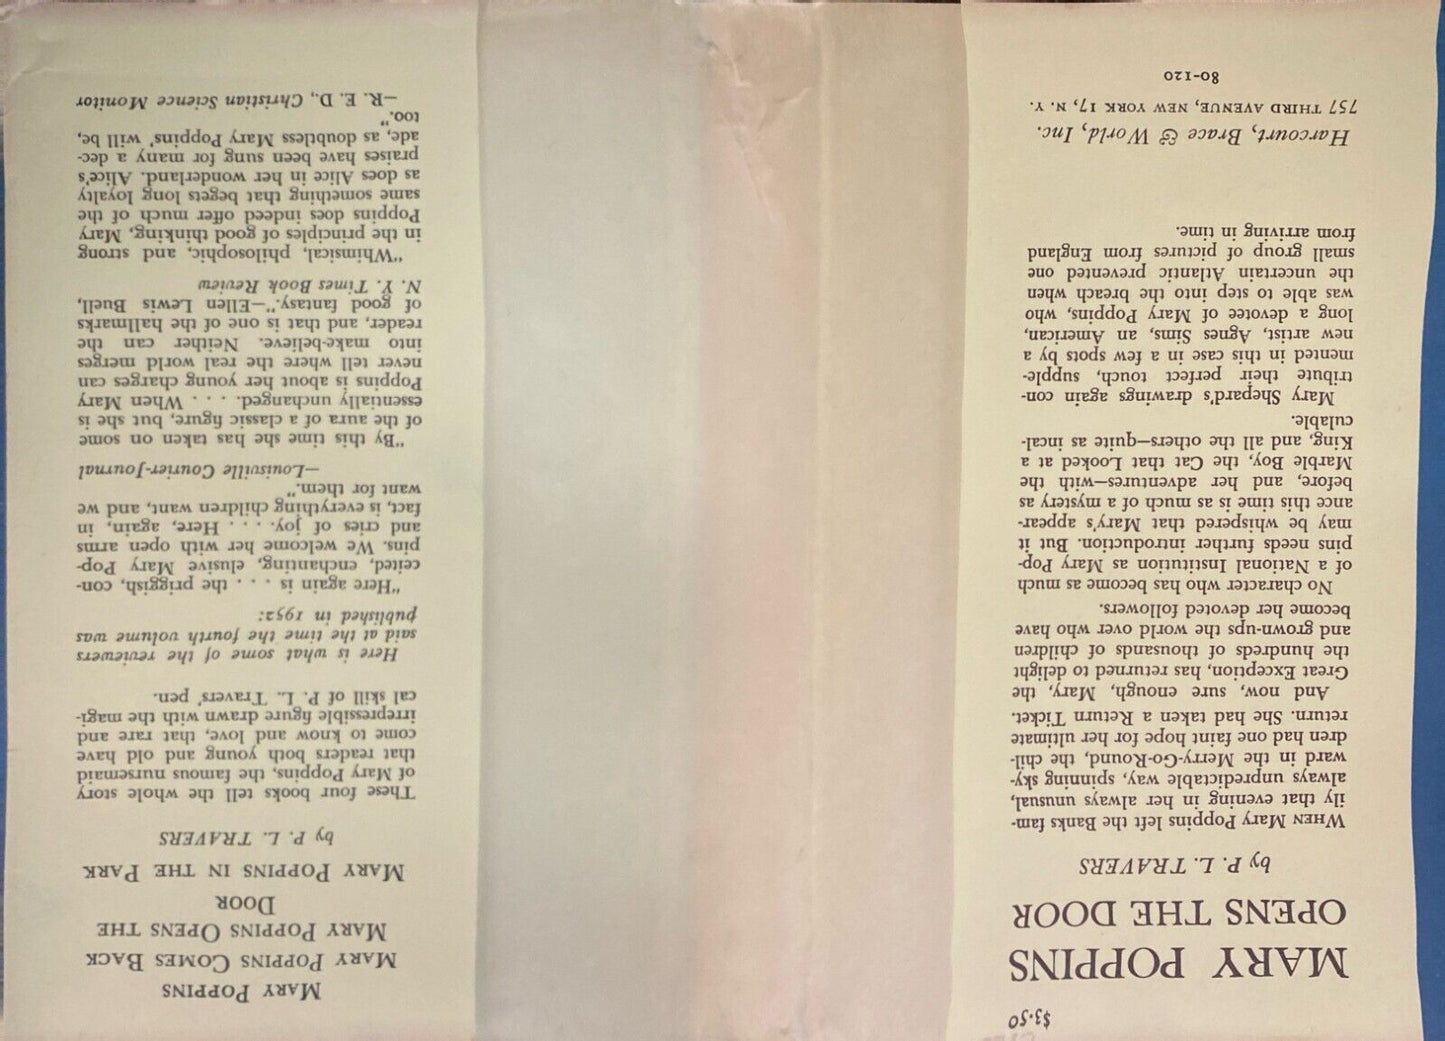 $3.50
MARY POPPINS
OPENS THE DOOR
by P. L. TRAVERS
WHEN Mary Poppins left the Banks fam-
ily that evening in her always unusual,
always unpredictable way, spinning sky-
ward in the Merry-Go-Round, the chil-
dren had one faint hope for her ultimate
return. She had taken a Return Ticket.
And now, sure enough, Mary, the
Great Exception, has returned to delight
the hundreds of thousands of children
and grown-ups the world over who have
become her devoted followers.
No character who has become as much
of a National Institution as Mary Pop-
pins needs further introduction. But it
may be whispered that Mary's appear-
ance this time is as much of a mystery as
before, and her adventures—with the
Marble Boy, the Cat that Looked at a
King, and all the others—quite as incal-
culable.
Mary Shepard's drawings again con-
tribute their perfect touch, supple-
mented in this case in a few spots by a
new artist, Agnes Sims, an American,
long a devotee of Mary Poppins, who
was able to step into the breach when
the uncertain Atlantic prevented one
small group of pictures from England
from arriving in time.
Harcourt, Brace & World, Inc.
757 THIRD AVENUE, NEW YORK 17, N. Y.
80-120
MARY POPPINS
MARY POPPINS COMES BACK
MARY POPPINS OPENS THE
DOOR
MARY POPPINS IN THE PARK
by P. L. TRAVERS
These four books tell the whole story
of Mary Poppins, the famous nursemaid
that readers both young and old have
come to know and love, that rare and
irrepressible figure drawn with the magi-
cal skill of P. L. Travers' pen.
Here is what some of the reviewers
said at the time the fourth volume was
published in 1952:
"Here again is . . . the priggish, con-
ceited, enchanting, elusive Mary Pop-
pins. We welcome her with open arms
and cries of joy. . . . Here, again, in
fact, is everything children want, and we
want for them."
—Louisville Courier-Journal
"By this time she has taken on some
of the aura of a classic figure, but she is
essentially unchanged. . . . When Mary
Poppins is about her young charges can
never tell where the real world merges
into make-believe. Neither can the
reader, and that is one of the hallmarks
of good fantasy."—Ellen Lewis Buell,
N. Y. Times Book Review
"Whimsical, philosophic, and strong
in the principles of good thinking, Mary
Poppins does indeed offer much of the
same something that begets long loyalty
as does Alice in her wonderland. Alice's
praises have been sung for many a dec-
ade, as doubtless Mary Poppins' will be,
too."
—R. E. D., Christian Science Monitor